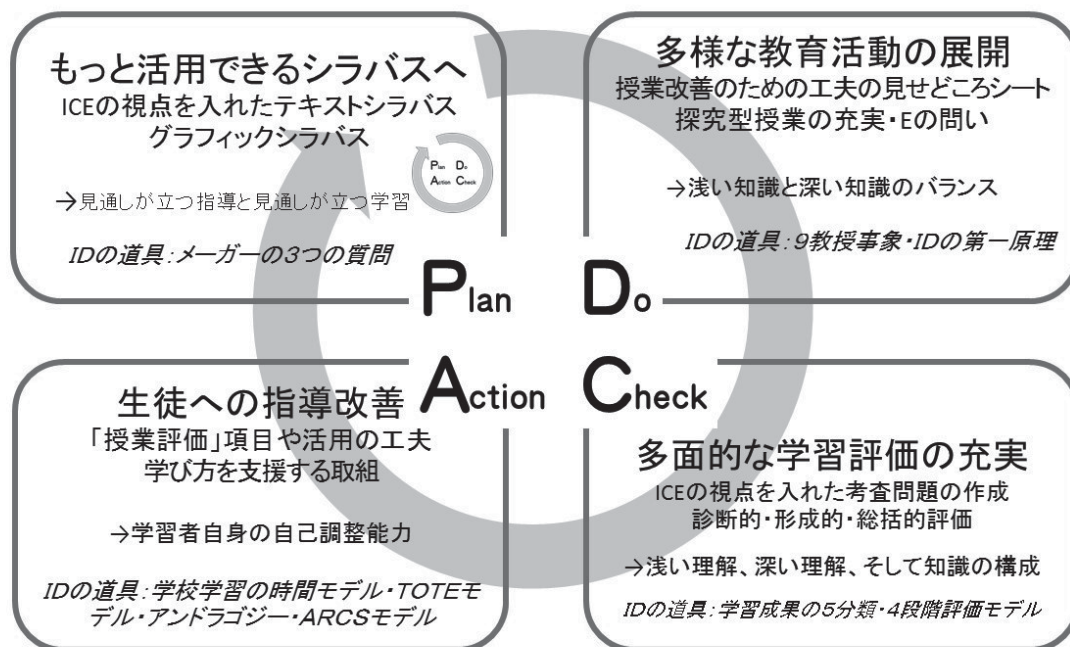 もっと活用できるシラバスへ
ICEの視点を入れたテキストシラバス
グラフィックシラバス
→見通しが立つ指導と見通しが立つ学習
IDの道具:メーガーの3つの質問
Plan Do
Action Check
Plan
多様な教育活動の展開
授業改善のための工夫の見せどころシート
探究型授業の充実・Eの問い
→浅い知識と深い知識のバランス
IDの道具:9教授事象・IDの第一原理
Do
生徒への指導改善
「授業評価」項目や活用の工夫
学び方を支援する取組
→学習者自身の自己調整能力
IDの道具:学校学習の時間モデル・TOTEモ
デル・アンドラゴジー・ARCSモデル
Action
Check
多面的な学習評価の充実
ICEの視点を入れた考査問題の作成
診断的・形成的・総括的評価
→浅い理解、深い理解、そして知識の構成
IDの道具:学習成果の5分類・4段階評価モデル